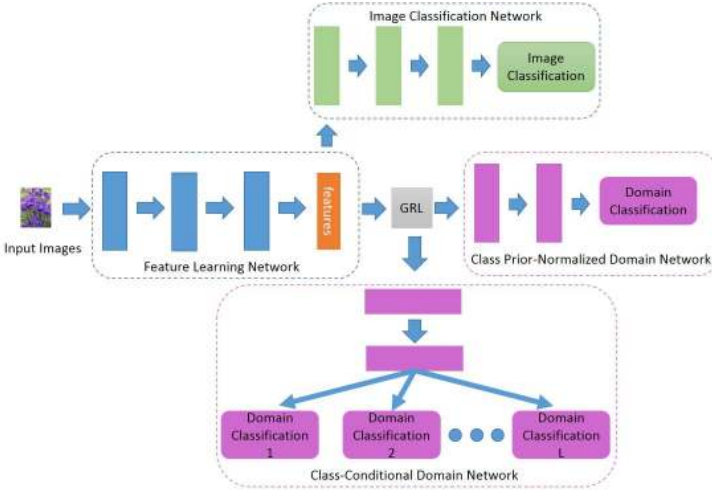 Image Classification Network
Image
Classification
features
GRL
Domain
Classification
Input Images
Feature Learning Network
Class Prior-Normalized Domain Network
Domain
Classification
1
Domain
Classification
2
Domain
Classification
L
Class-Conditional Domain Network